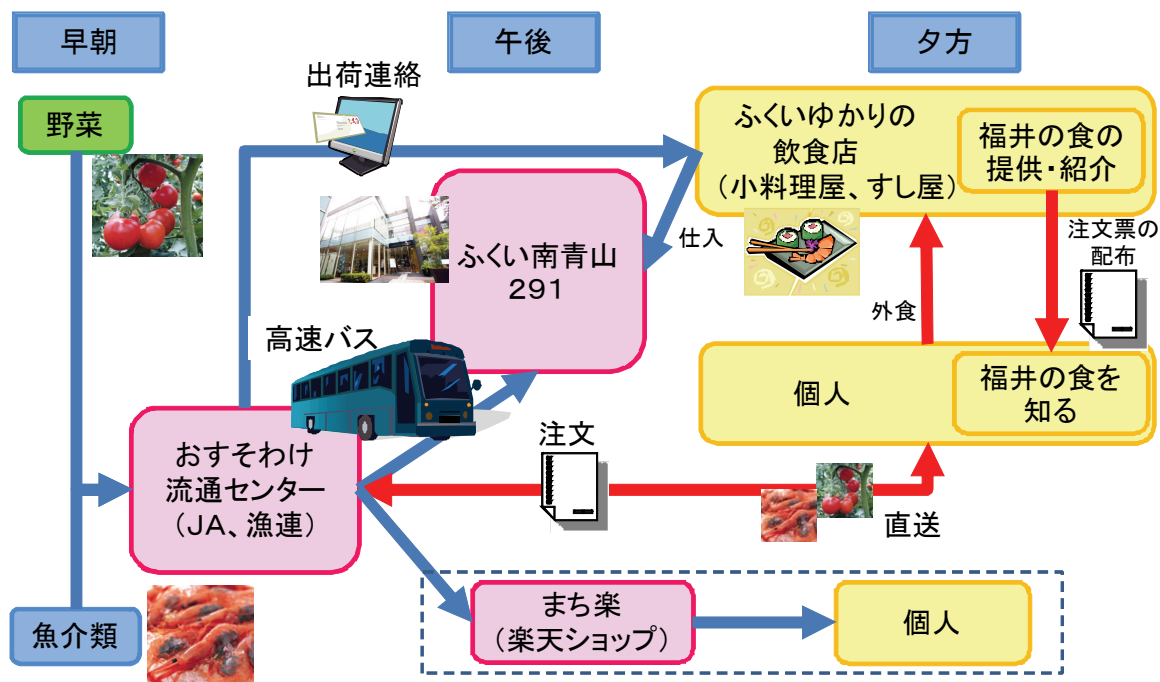 早朝
午後
夕方
野菜
出荷連絡
ふくいゆかりの
飲食店
（小料理屋、すし屋）
福井の食の
提供・紹介
仕入
注文票の
配布
ふくい南青山
２９１
外食
高速バス
個人
福井の食を
知る
おすそわけ
流通センター
（ＪＡ、漁連）
注文
直送
魚介類
まち楽
（楽天ショップ）
個人